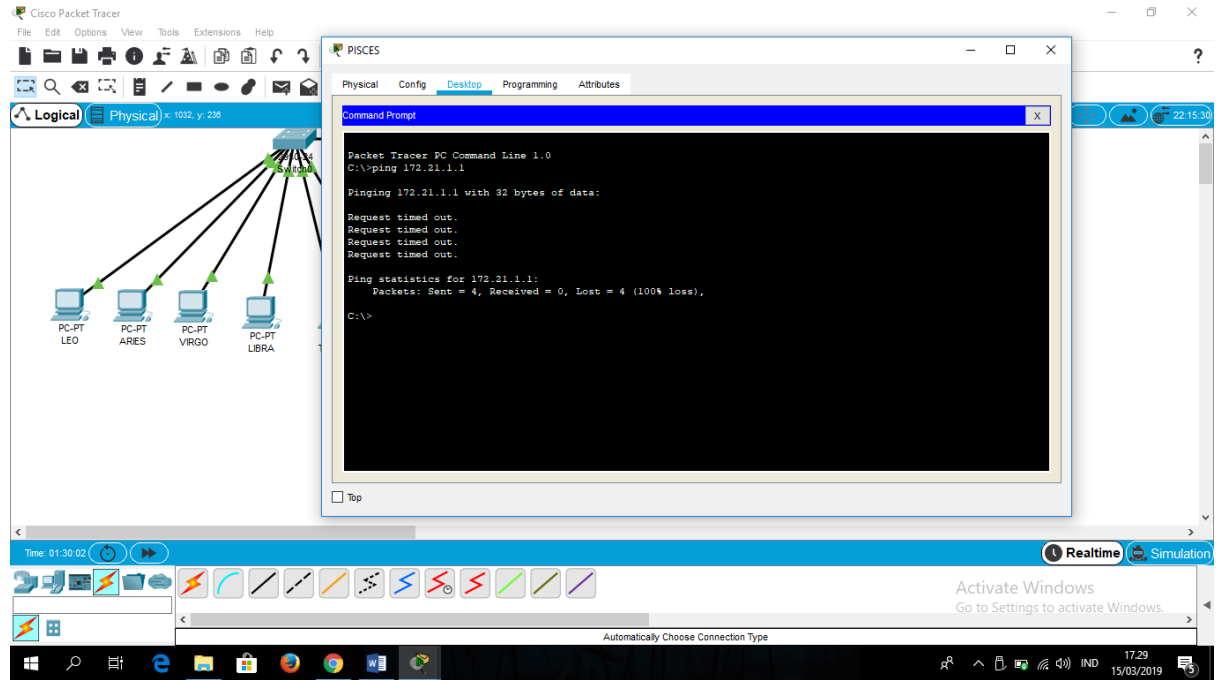 Cisco Packet Tracer
File Edit Options View Tools Extensions Help
PISCES
Physical Config Desktop Programming Attributes
Logical Physical x: 1032, y: 236
22:15:30
Command Prompt
X
Packet Tracer PC Command Line 1.0
C:\>ping 172.21.1.1
Pinging 172.21.1.1 with 32 bytes of data:
Request timed out.
Request timed out.
Request timed out.
Request timed out.
Ping statistics for 172.21.1.1:
Packets: Sent = 4, Received = 0, Lost = 4 (100% loss),
C:\>
Switch0
PC-PT
LEO
PC-PT
ARIES
PC-PT
VIRGO
PC-PT
LIBRA
Top
Time: 01:30:02
Realtime Simulation
Activate Windows
Go to Settings to activate Windows.
Automatically Choose Connection Type
IND
17.29
15/03/2019
5